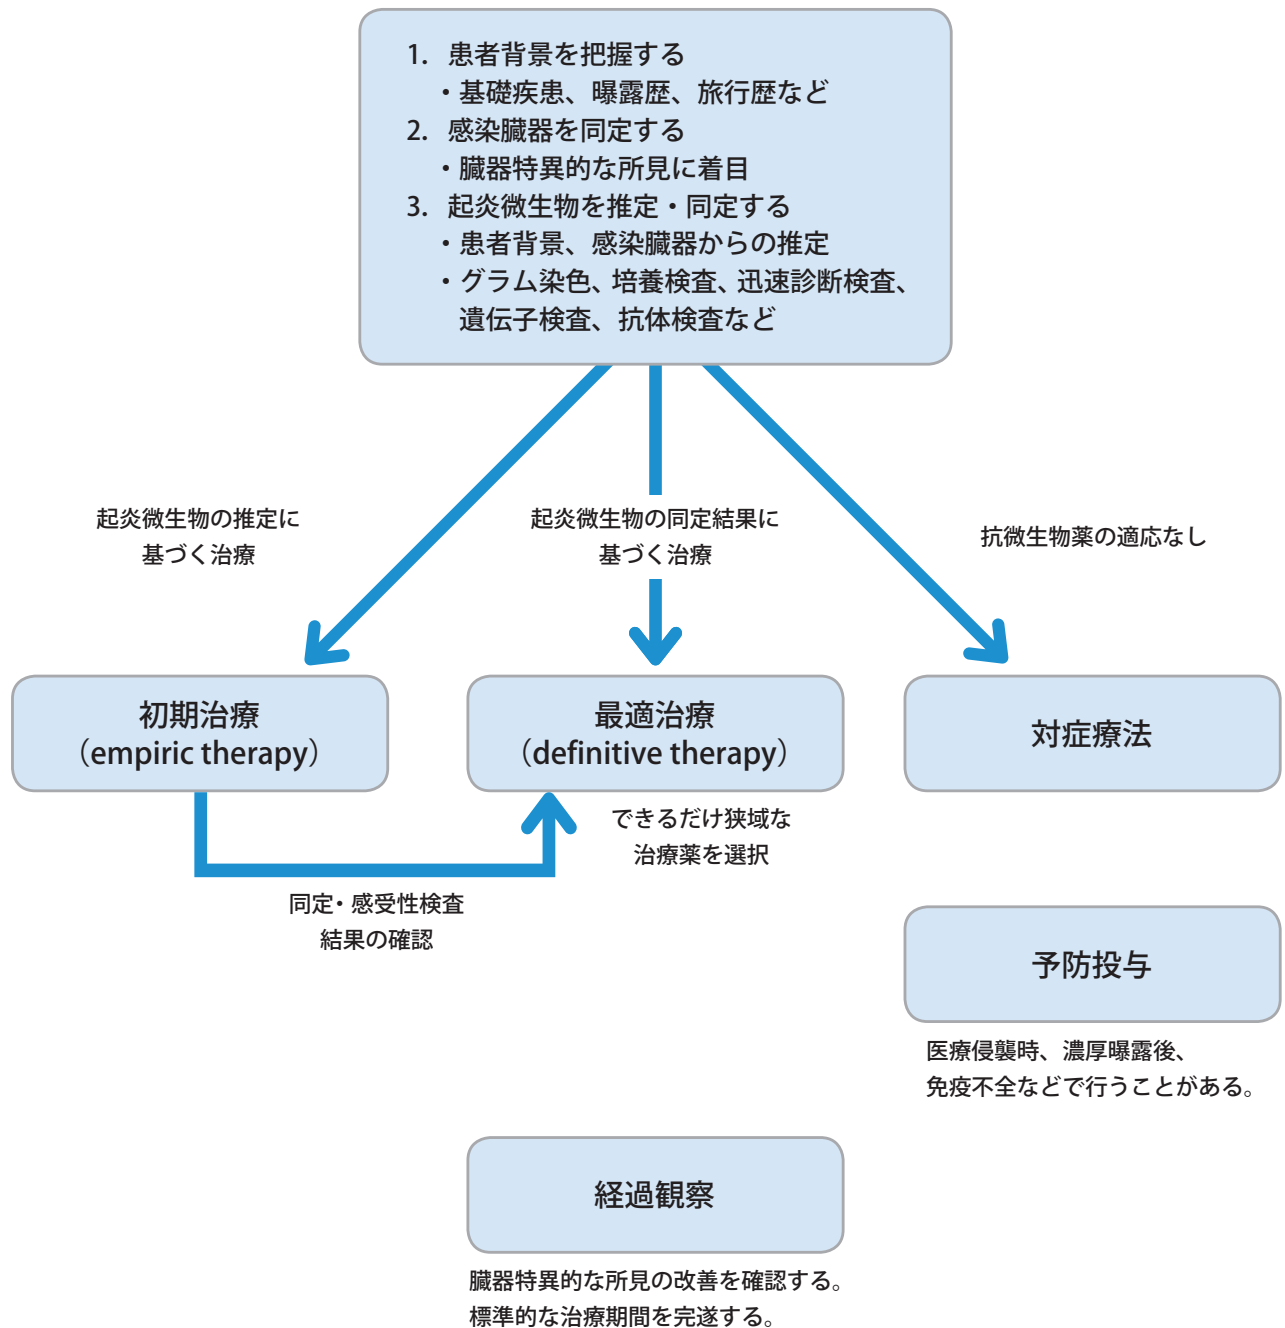 1. 患者背景を把握する
・基礎疾患、曝露歴、旅行歴など
2. 感染臓器を同定する
・臓器特異的な所見に着目
3. 起炎微生物を推定・同定する
・患者背景、感染臓器からの推定
・グラム染色、培養検査、迅速診断検査、
遺伝子検査、抗体検査など
起炎微生物の推定に
基づく治療
起炎微生物の同定結果に
基づく治療
抗微生物薬の適応なし
初期治療
（empiric therapy）
最適治療
（definitive therapy）
対症療法
できるだけ狭域な
治療薬を選択
同定・感受性検査
結果の確認
予防投与
医療侵襲時、濃厚曝露後、
免疫不全などで行うことがある。
経過観察
臓器特異的な所見の改善を確認する。
標準的な治療期間を完遂する。